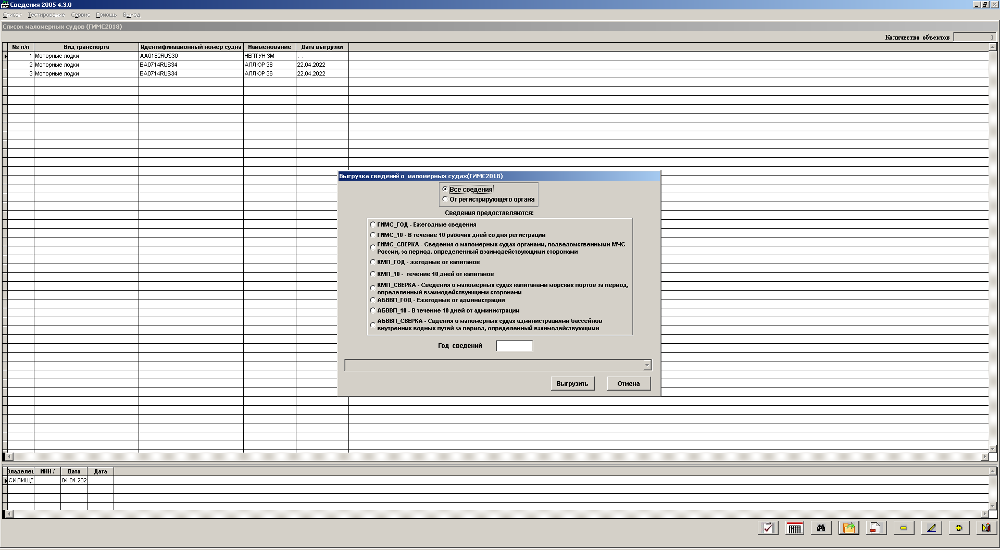 Сведения 2005 4.3.0
Список Тестирование Сервис Помощь Выход
Список маломерных судов (ГИМС2018)
Количество объектов 3
№ п/п Вид транспорта Идентификационный номер судна Наименование Дата выгрузки
1 Моторные лодки AA0182RUS30 НЕПТУН 3М . .
2 Моторные лодки BA0714RUS34 АЛЛЮР 36 22.04.2022
3 Моторные лодки BA0714RUS34 АЛЛЮР 36 22.04.2022
Выгрузка сведений о маломерных судах(ГИМС2018)
Все сведения
От регистрирующего органа
Сведения предоставляются:
ГИМС_ГОД - Ежегодные сведения
ГИМС_10 - В течение 10 рабочих дней со дня регистрации
ГИМС_СВЕРКА - Сведения о маломерных судах органами, подведомственными МЧС
России, за период, определенный взаимодействующими сторонами
КМП_ГОД - жегодные от капитанов
КМП_10 - течение 10 дней от капитанов
КМП_СВЕРКА - Сведения о маломерных судах капитанами морских портов за период,
определенный взаимодействующими сторонами
АБВВП_ГОД - Ежегодные от администрации
АБВВП_10 - В течение 10 дней от администрации
АБВВП_СВЕРКА - Свдения о маломерных судах администрациями бассейнов
внутренних водных путей за период, определенный взаимодействующими
Год сведений
Выгрузить Отмена
Владелец ИНН / Дата Дата
СИЛИЩЕ 04.04.202 . .